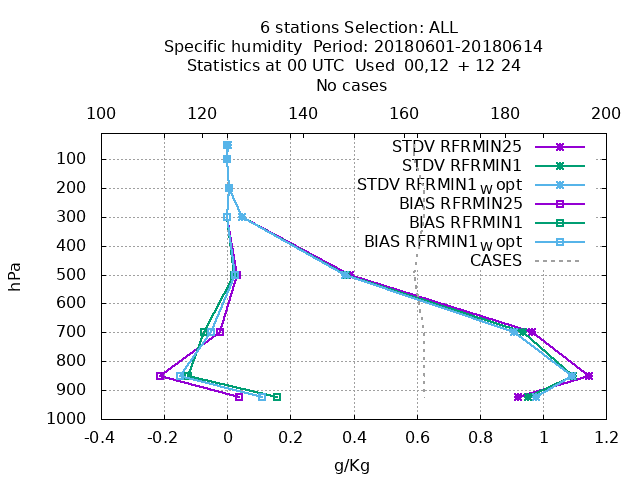 6 stations Selection: ALL
Specific humidity  Period: 20180601-20180614
Statistics at 00 UTC  Used  00,12  + 12 24
No cases
100 120 140 160 180 200
STDV RFRMIN25
STDV RFRMIN1
STDV RFRMIN1_w opt
BIAS RFRMIN25
BIAS RFRMIN1
BIAS RFRMIN1_w opt
CASES
hPa
100
200
300
400
500
600
700
800
900
1000
-0.4 -0.2 0 0.2 0.4 0.6 0.8 1 1.2
g/Kg